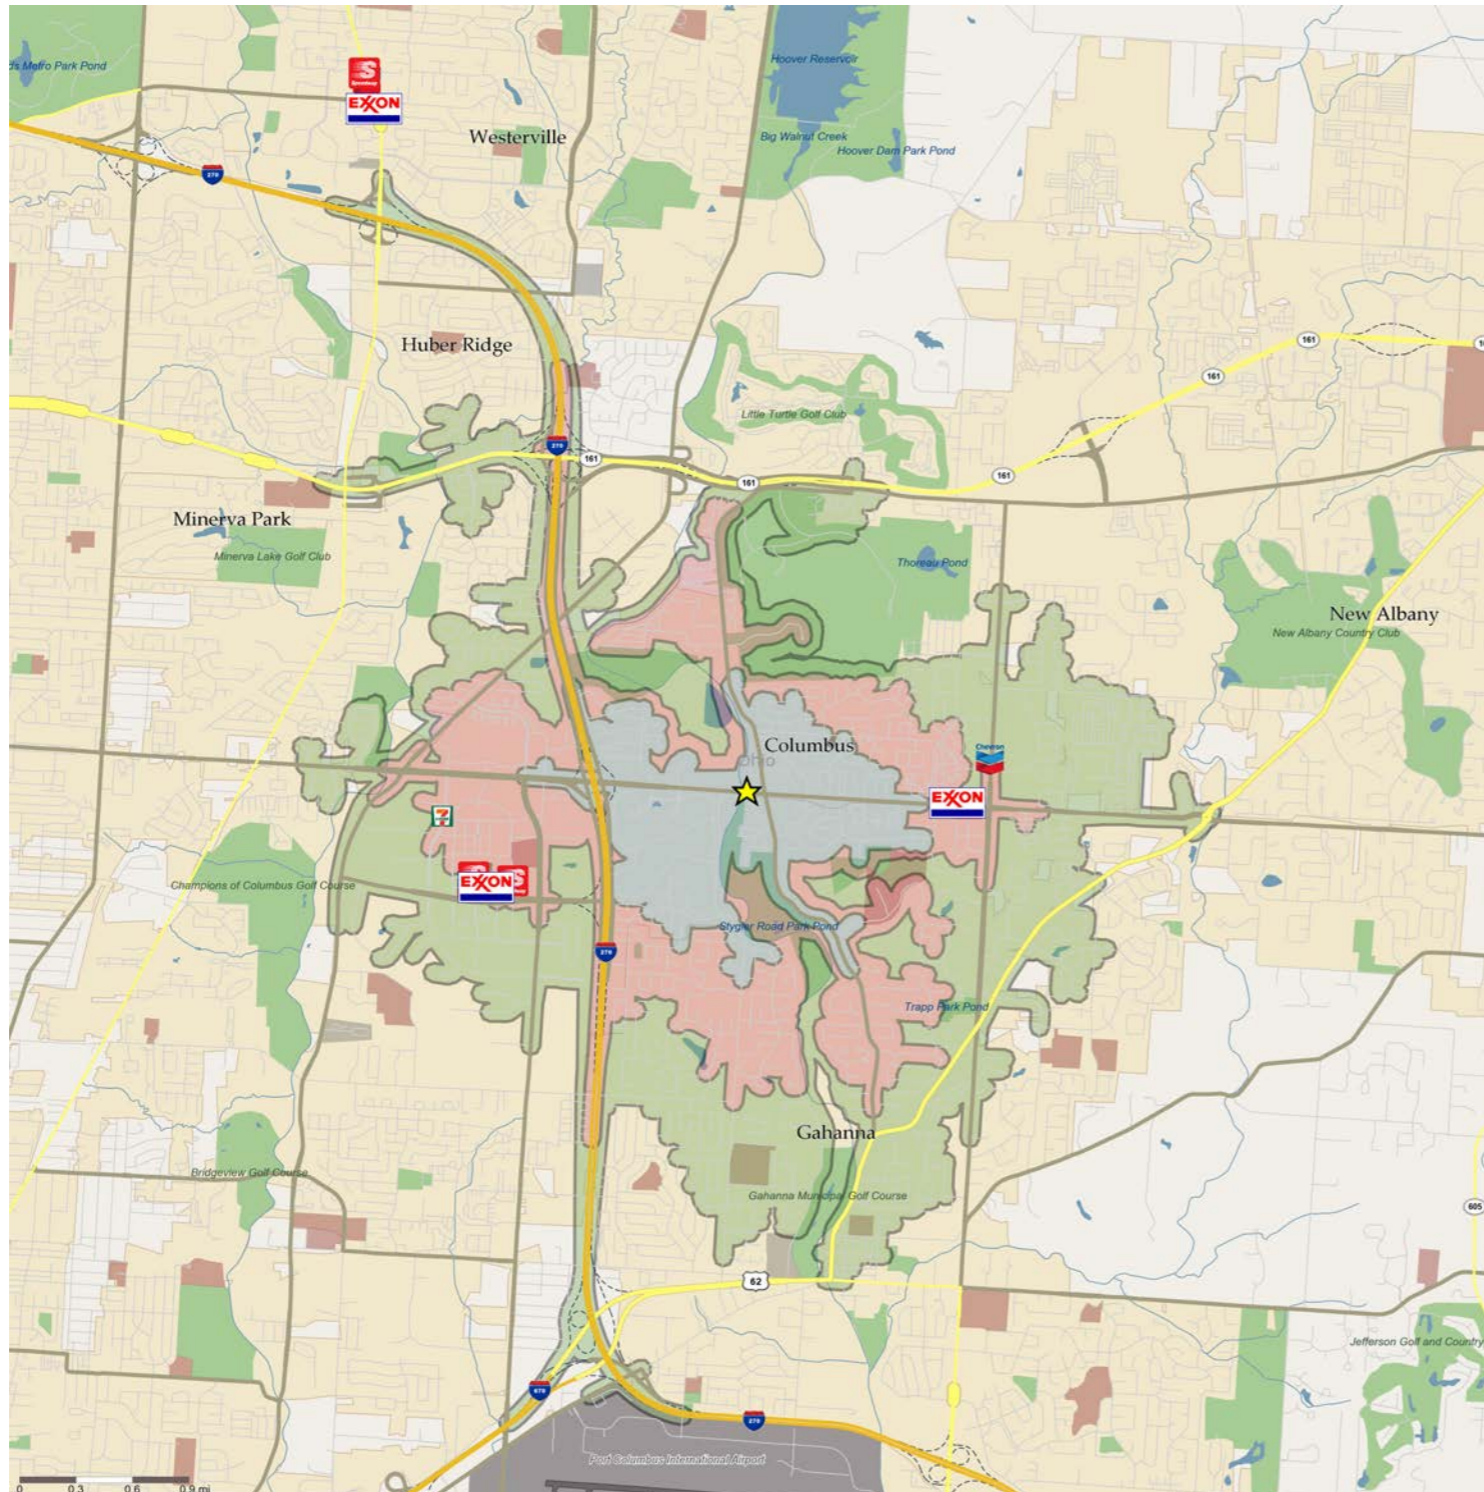 Hoover Reservoir
ds Metro Park Pond
Speedway
EXXON
Westerville
Big Walnut Creek
Hoover Dam Park Pond
270
161
161
Huber Ridge
161
Little Turtle Golf Club
270
161
161
161
Minerva Park
Minerva Lake Golf Club
Thoreau Pond
New Albany
New Albany Country Club
Columbus
Ohio
Chevron
EXXON
7
EXXON
S
Champions of Columbus Golf Course
Stygler Road Park Pond
270
Trapp Park Pond
Gahanna
Bridgeview Golf Course
Gahanna Municipal Golf Course
605
62
Jefferson Golf and Country
670
270
Port Columbus International Airport
0 0.3 0.6 0.9 mi